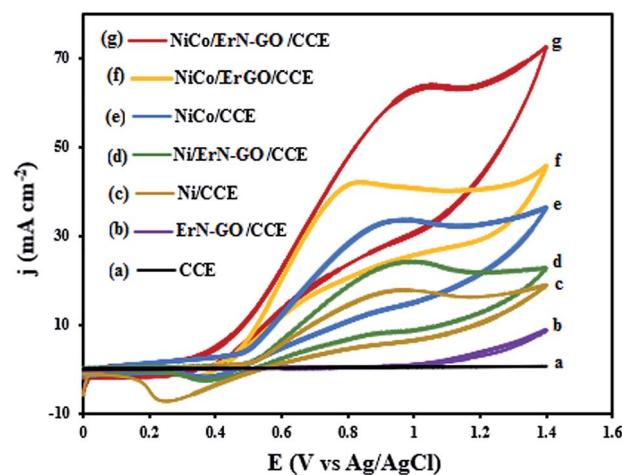 (g) NiCo/ErN-GO/CCE
(f) NiCo/ErGO/CCE
(e) NiCo/CCE
(d) Ni/ErN-GO/CCE
(c) Ni/CCE
(b) ErN-GO/CCE
(a) CCE
g
f
e
d
c
b
a
70
50
30
10
-10
j (mA cm-2)
0
0.2
0.4
0.6
0.8
1
1.2
1.4
1.6
E (V vs Ag/AgCl)